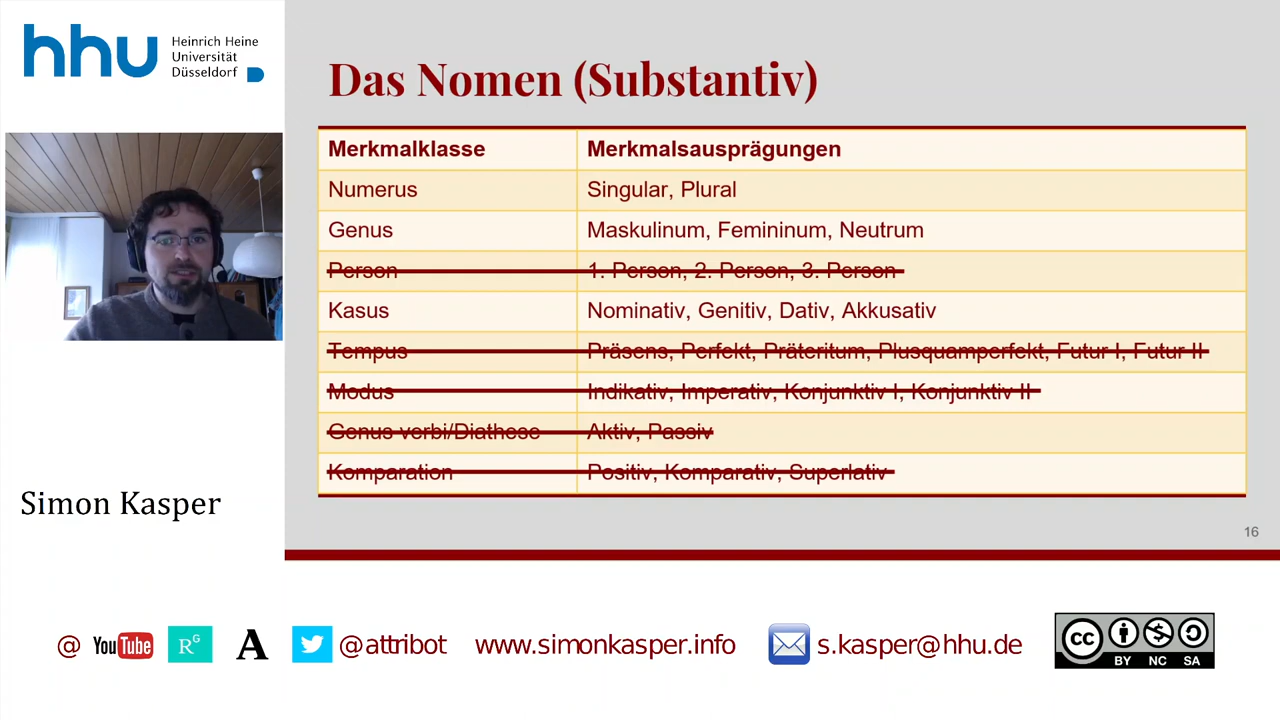 hhu Heinrich Heine
Universität
Düsseldorf
Das Nomen (Substantiv)
Merkmalklasse Merkmalsausprägungen
Numerus Singular, Plural
Genus Maskulinum, Femininum, Neutrum
Person 1. Person, 2. Person, 3. Person
Kasus Nominativ, Genitiv, Dativ, Akkusativ
Tempus Präsens, Perfekt, Präteritum, Plusquamperfekt, Futur I, Futur II
Modus Indikativ, Imperativ, Konjunktiv I, Konjunktiv II
Genus verbi/Diathese Aktiv, Passiv
Komparation Positiv, Komparativ, Superlativ
Simon Kasper
16
@ YouTube RG A @attribot www.simonkasper.info s.kasper@hhu.de
cc BY NC SA